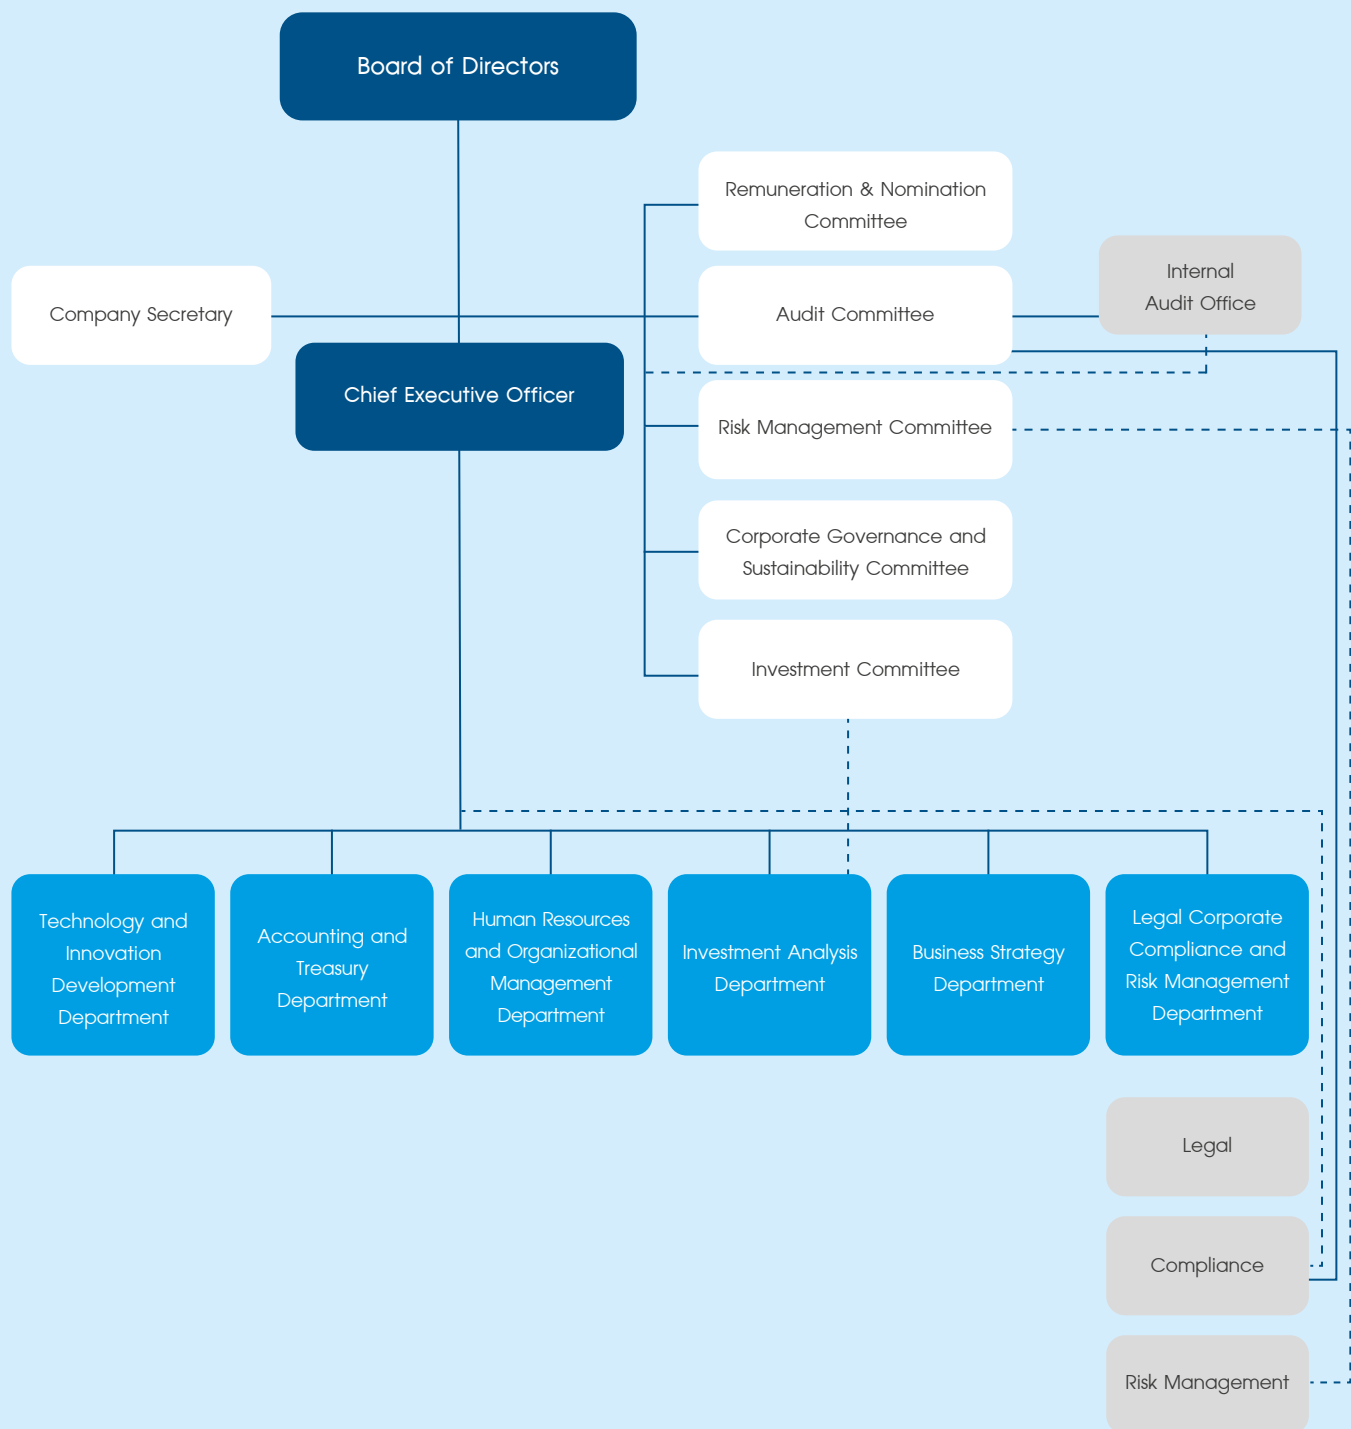 Board of Directors
Remuneration & Nomination
Committee
Internal
Audit Office
Company Secretary
Audit Committee
Chief Executive Officer
Risk Management Committee
Corporate Governance and
Sustainability Committee
Investment Committee
Technology and
Innovation
Development
Department
Accounting and
Treasury
Department
Human Resources
and Organizational
Management
Department
Investment Analysis
Department
Business Strategy
Department
Legal Corporate
Compliance and
Risk Management
Department
Legal
Compliance
Risk Management